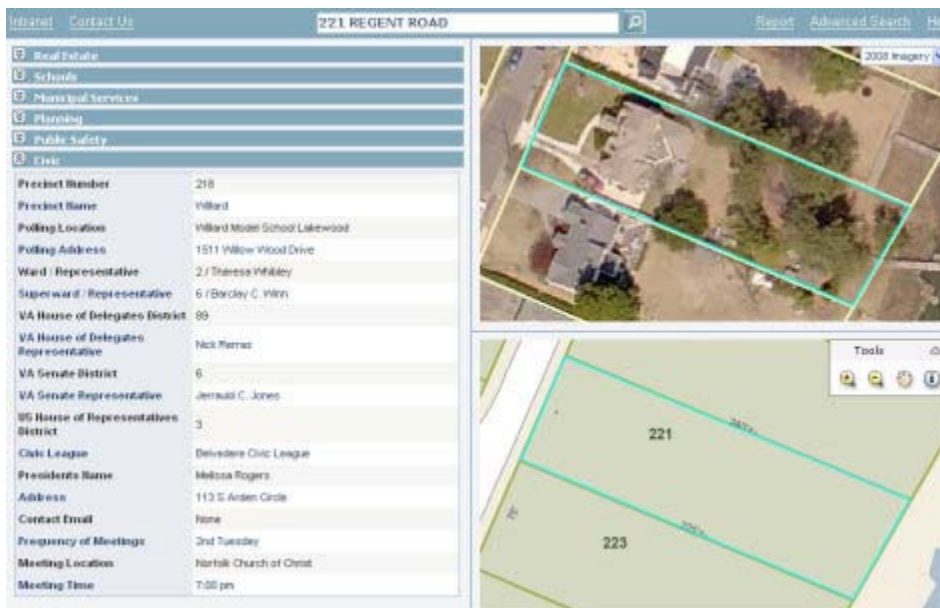 Intranet Contact Us 221 REGENT ROAD Report Advanced Search He
Real Estate
Schools
Municipal Services
Planning
Public Safety
Civic
Precinct Number 218
Precinct Name Willard
Polling Location Willard Model School Lakewood
Polling Address 1511 Willow Wood Drive
Ward / Representative 2 / Theresa Whibley
Superward / Representative 6 / Barclay C. Winn
VA House of Delegates District 89
VA House of Delegates
Representative Nick
VA Senate District 6
VA Senate Representative Jerrauld C. Jones
US House of Representatives
District 3
Civic League Belvedere Civic League
Presidents Name Melissa Rogers
Address 113 S Arden Circle
Contact Email None
Frequency of Meetings 2nd Tuesday
Meeting Location Norfolk Church of Christ
Meeting Time 7:00 pm
2008 Imagery
Tools
221
223